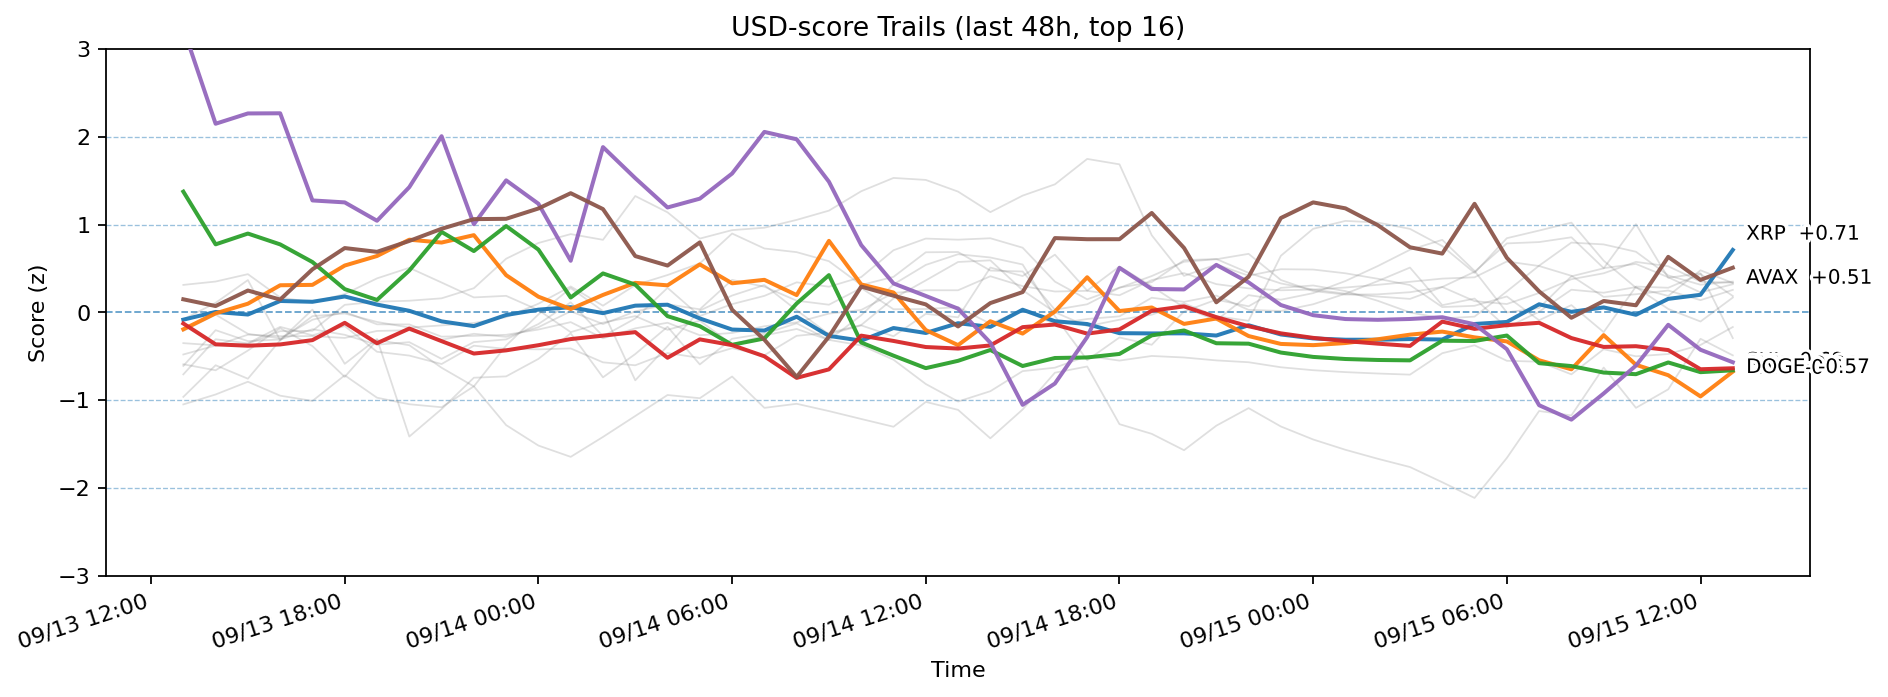 USD-score Trails (last 48h, top 16)
Score (z)
3
2
1
0
−1
−2
−3
XRP +0.71
AVAX +0.51
DOGE -0.57
09/13 12:00
09/13 18:00
09/14 00:00
09/14 06:00
09/14 12:00
09/14 18:00
09/15 00:00
09/15 06:00
09/15 12:00
Time